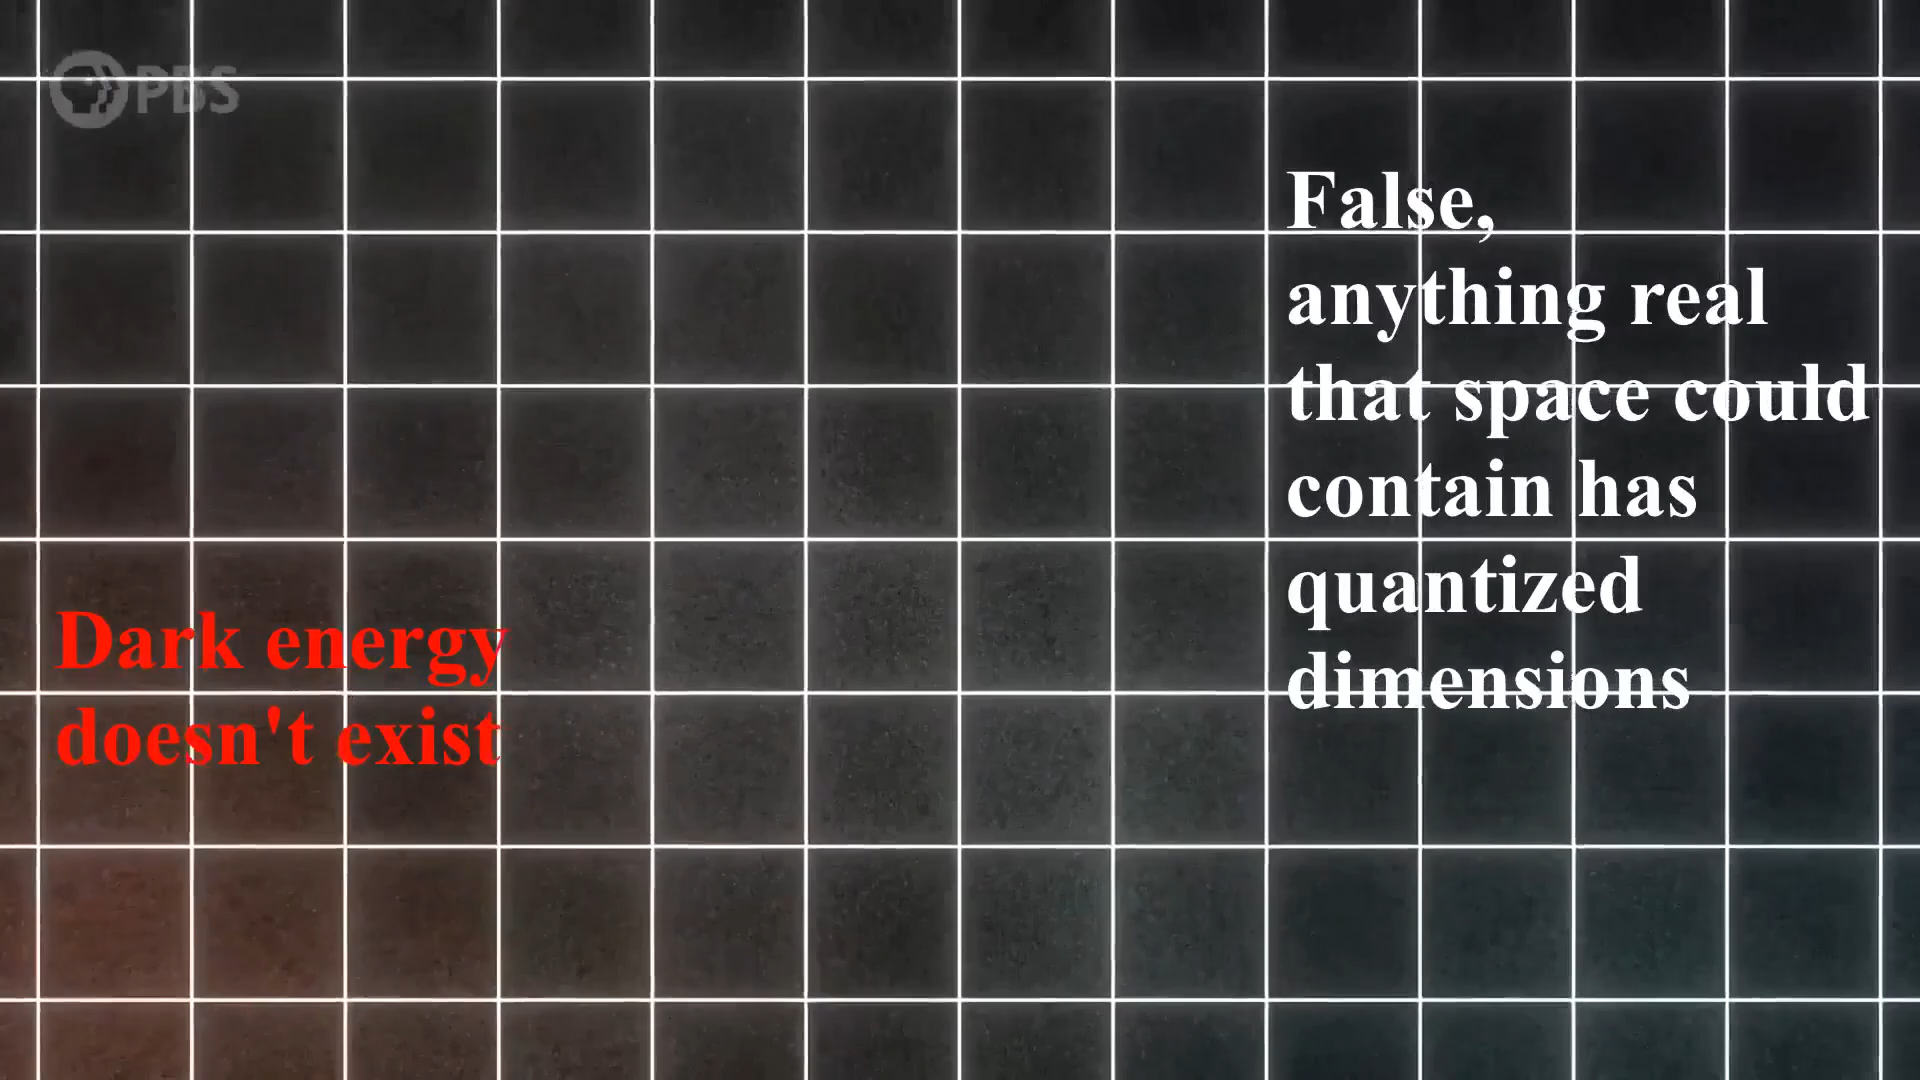 PBS
False,
anything real
that space could
contain has
quantized
dimensions
Dark energy
doesn't exist